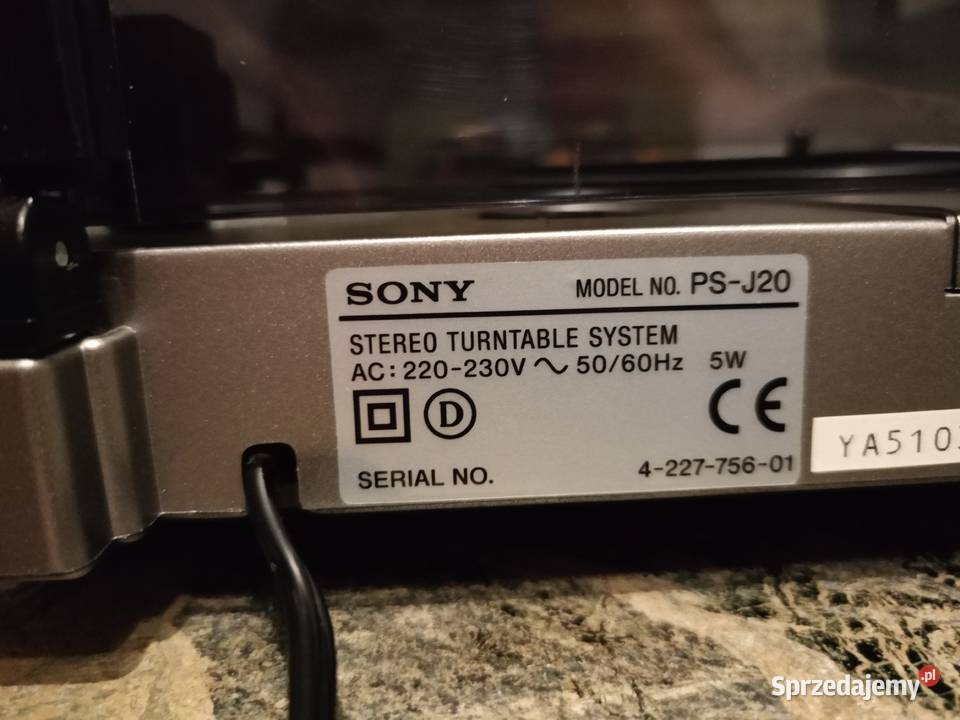 SONY MODEL NO. PS-J20
STEREO TURNTABLE SYSTEM
AC: 220-230V ~ 50/60Hz 5W
D CE
SERIAL NO. 4-227-756-01
YA5103
Sprzedajemy.pl